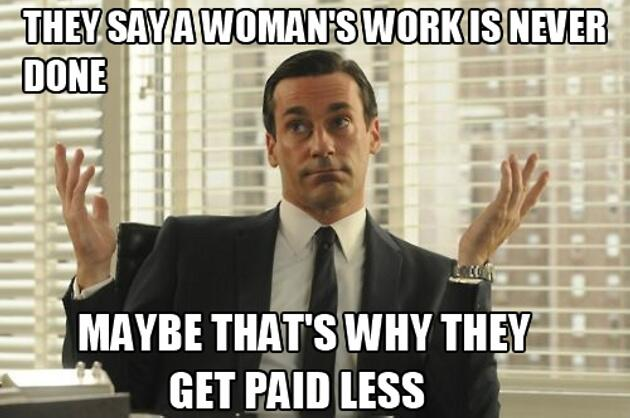 THEY SAY A WOMAN'S WORK IS NEVER
DONE
MAYBE THAT'S WHY THEY
GET PAID LESS